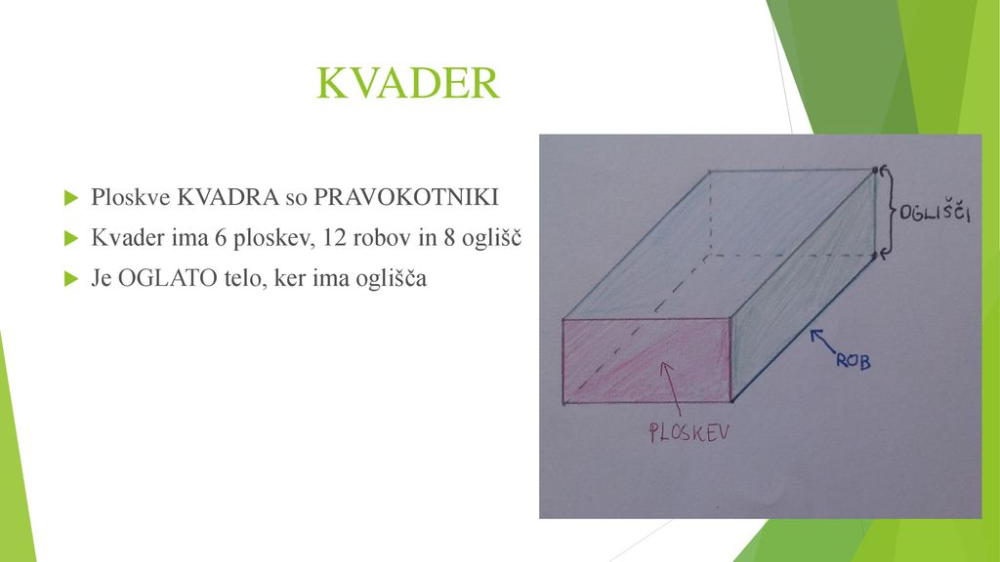 KVADER
Ploskve KVADRA so PRAVOKOTNIKI
Kvader ima 6 ploskev, 12 robov in 8 oglišč
Je OGLATO telo, ker ima oglišča
OGLIŠČI
ROB
PLOSKEV